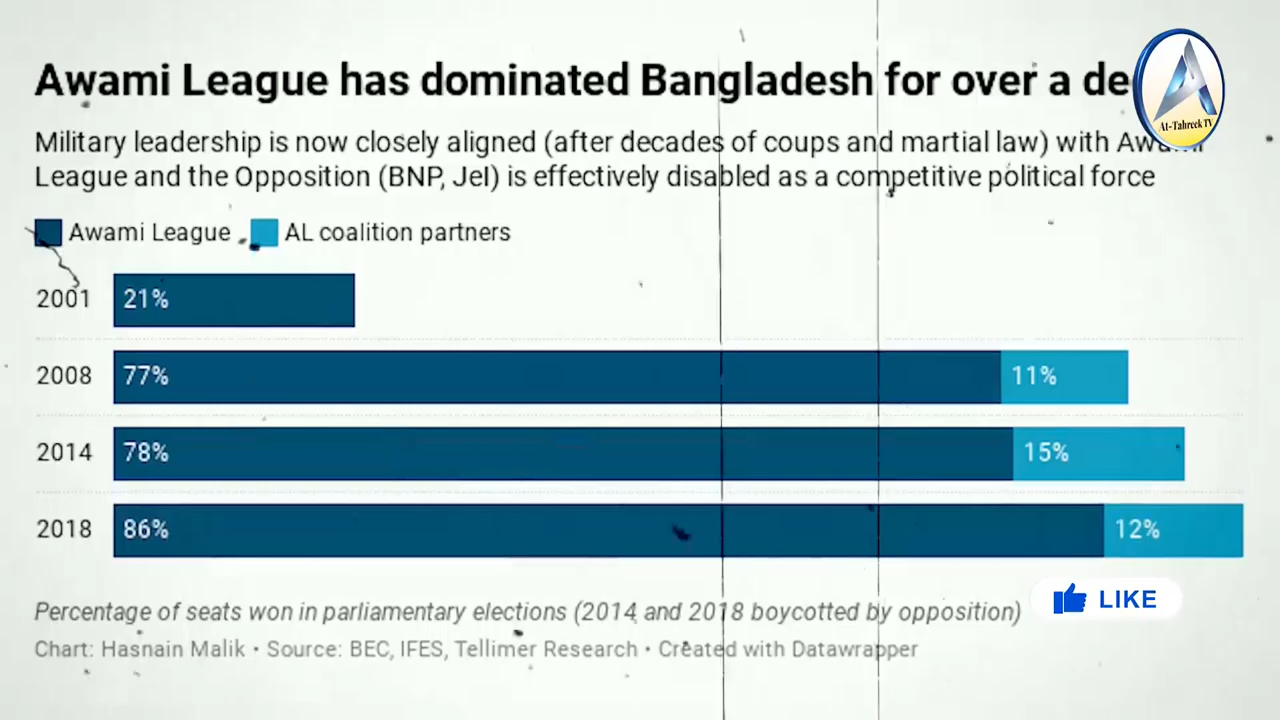 Awami League has dominated Bangladesh for over a de
At-Tahreek TV
Military leadership is now closely aligned (after decades of coups and martial law) with Awami
League and the Opposition (BNP, JeI) is effectively disabled as a competitive political force
Awami League AL coalition partners
2001 21%
2008 77% 11%
2014 78% 15%
2018 86% 12%
Percentage of seats won in parliamentary elections (2014 and 2018 boycotted by opposition)
LIKE
Chart: Hasnain Malik • Source: BEC, IFES, Tellimer Research • Created with Datawrapper